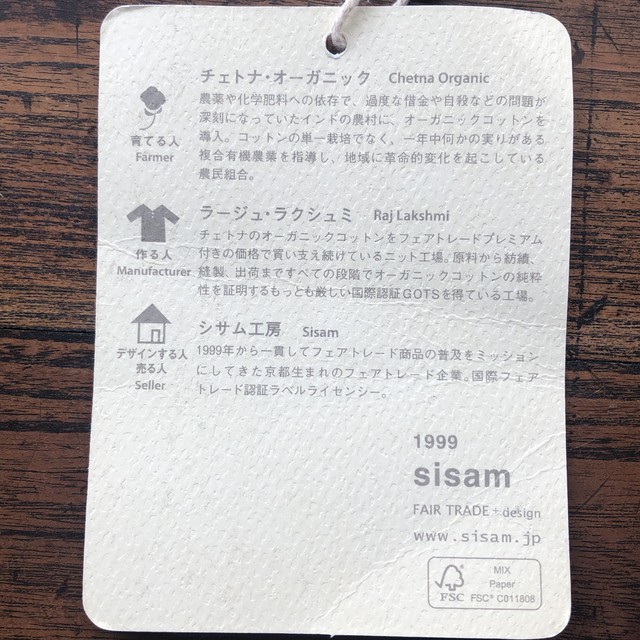 チェトナ・オーガニック Chetna Organic
農薬や化学肥料への依存で、過度な借金や自殺などの問題が
深刻になっていたインドの農村に、オーガニックコットンを
導入。コットンの単一栽培でなく、一年中何かの実りがある
複合有機農業を指導し、地域に革命的変化を起こしている
農民組合。
育てる人
Farmer
ラージュ・ラクシュミ Raj Lakshmi
チェトナのオーガニックコットンをフェアトレードプレミアム
付きの価格で買い支え続けているニット工場。原料から紡績、
縫製、出荷まですべての段階でオーガニックコットンの純粋
性を証明するもっとも厳しい国際認証GOTSを得ている工場。
作る人
Manufacturer
シサム工房 Sisam
1999年から一貫してフェアトレード商品の普及をミッション
にしてきた京都生まれのフェアトレード企業。国際フェア
トレード認証ラベルライセンシー。
デザインする人
売る人
Seller
1999
sisam
FAIR TRADE + design
www.sisam.jp
FSC
MIX
Paper
FSC® C011808